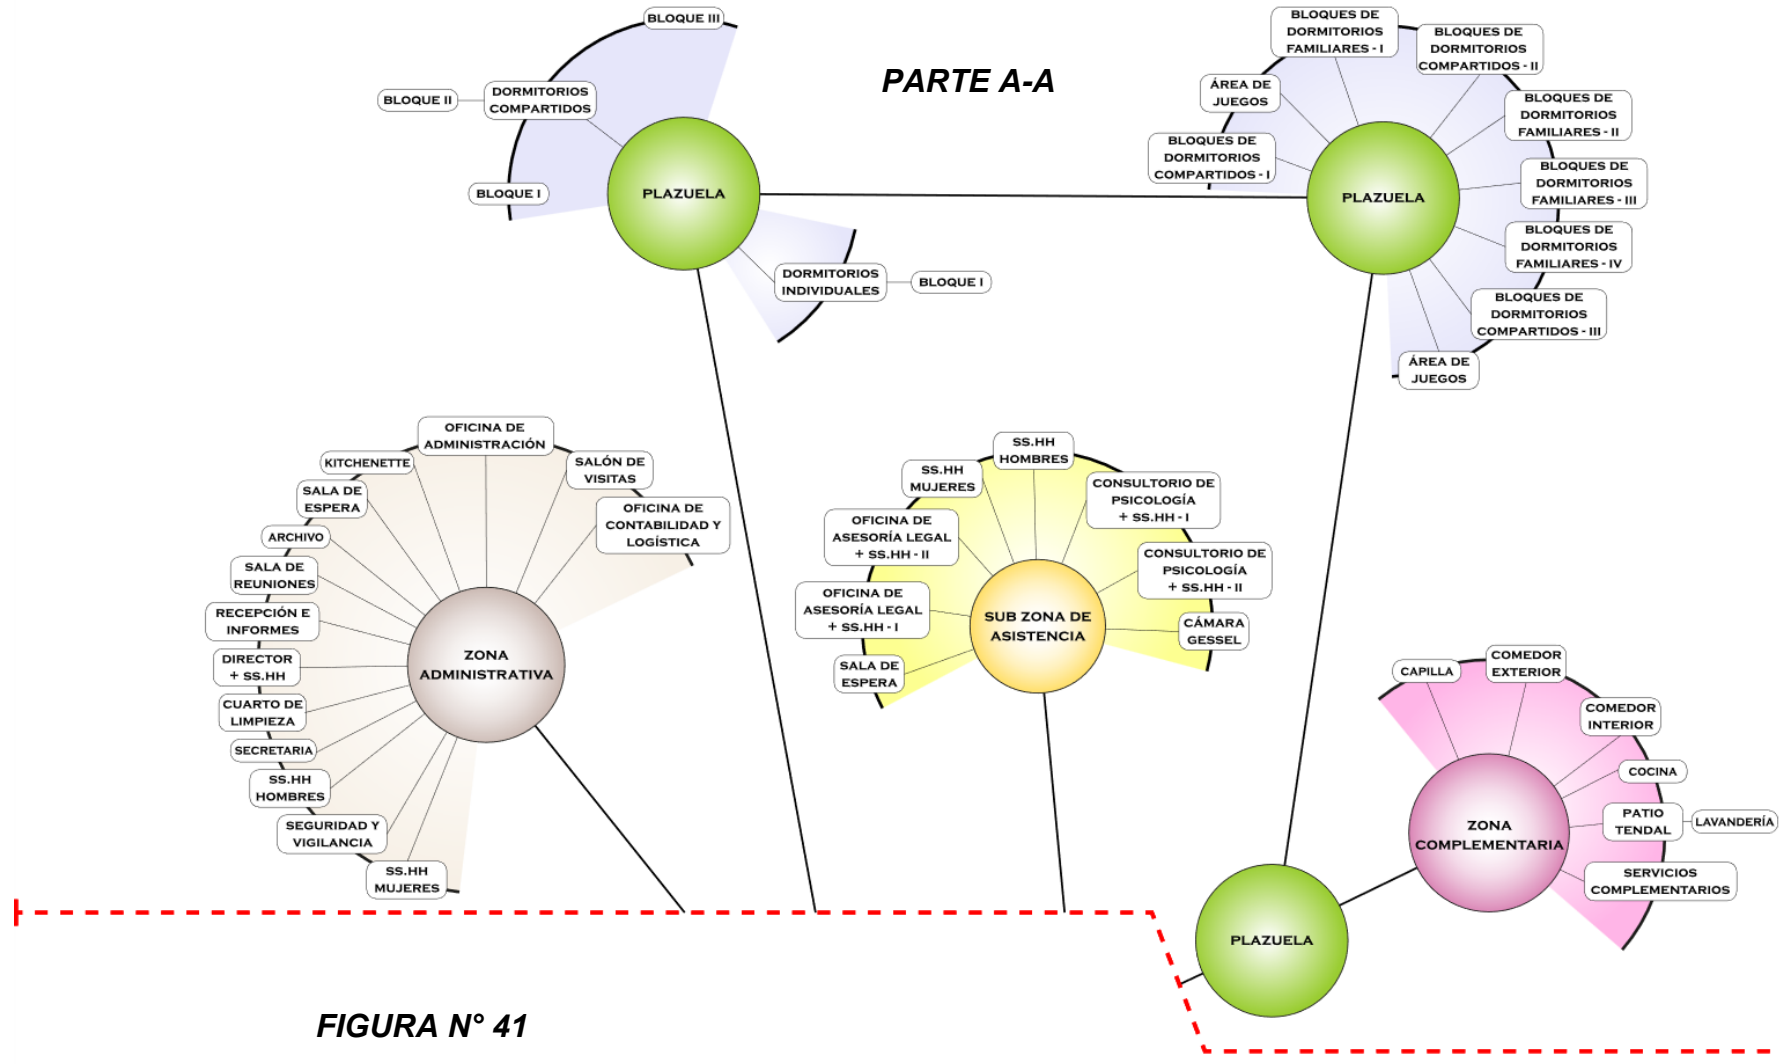 PARTE A-A
BLOQUE III
DORMITORIOS
COMPARTIDOS
BLOQUE II
BLOQUE I
PLAZUELA
DORMITORIOS
INDIVIDUALES
BLOQUE I
BLOQUES DE
DORMITORIOS
FAMILIARES - I
BLOQUES DE
DORMITORIOS
COMPARTIDOS - II
ÁREA DE
JUEGOS
BLOQUES DE
DORMITORIOS
FAMILIARES - II
BLOQUES DE
DORMITORIOS
COMPARTIDOS - I
BLOQUES DE
DORMITORIOS
FAMILIARES - III
PLAZUELA
BLOQUES DE
DORMITORIOS
FAMILIARES - IV
BLOQUES DE
DORMITORIOS
COMPARTIDOS - III
ÁREA DE
JUEGOS
OFICINA DE
ADMINISTRACIÓN
KITCHENETTE
SALÓN DE
VISITAS
SALA DE
ESPERA
OFICINA DE
CONTABILIDAD Y
LOGÍSTICA
ARCHIVO
SALA DE
REUNIONES
RECEPCIÓN E
INFORMES
DIRECTOR
+ SS.HH
ZONA
ADMINISTRATIVA
CUARTO DE
LIMPIEZA
SECRETARIA
SS.HH
HOMBRES
SEGURIDAD Y
VIGILANCIA
SS.HH
MUJERES
SS.HH
HOMBRES
SS.HH
MUJERES
CONSULTORIO DE
PSICOLOGÍA
+ SS.HH - I
OFICINA DE
ASESORÍA LEGAL
+ SS.HH - II
CONSULTORIO DE
PSICOLOGÍA
+ SS.HH - II
OFICINA DE
ASESORÍA LEGAL
+ SS.HH - I
SUB ZONA DE
ASISTENCIA
CÁMARA
GESSEL
SALA DE
ESPERA
CAPILLA
COMEDOR
EXTERIOR
COMEDOR
INTERIOR
COCINA
PATIO
TENDAL
LAVANDERÍA
ZONA
COMPLEMENTARIA
SERVICIOS
COMPLEMENTARIOS
PLAZUELA
FIGURA N° 41